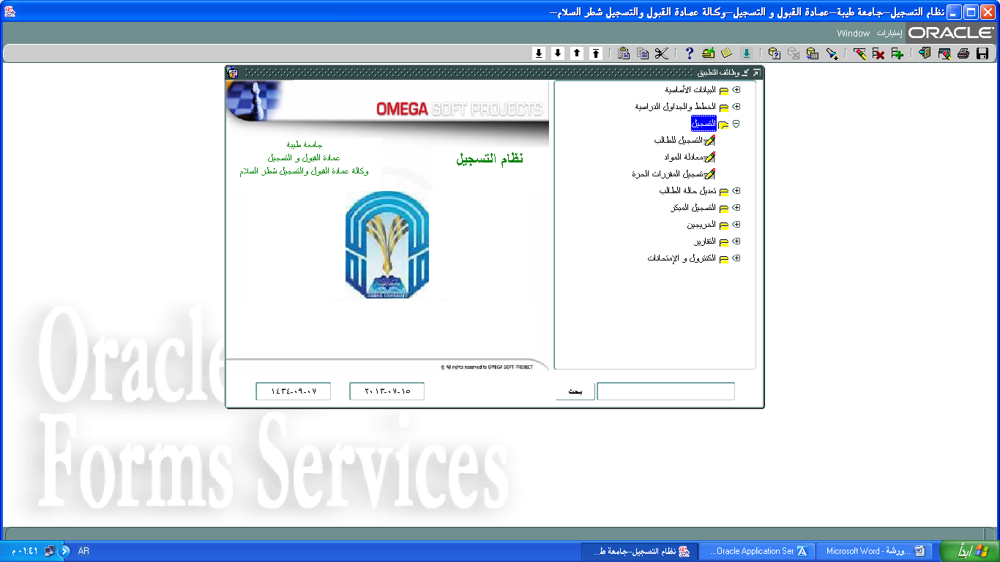 نظام التسجيل--جامعة طيبة--عمادة القبول و التسجيل--وكالة عمادة القبول والتسجيل شطر السلام--
ORACLE إختيارات Window
وظائف التطبيق
البيانات الأساسية
الخطط والجداول الدراسية
التسجيل
التسجيل للطالب
معادلة المواد
تسجيل المقررات الحرة
تعديل حالة الطالب
التسجيل المبكر
الخريجين
التقارير
الكنترول و الإمتحانات
OMEGA SOFT PROJECTS
نظام التسجيل
جامعة طيبة
عمادة القبول و التسجيل
وكالة عمادة القبول والتسجيل شطر السلام
TAIBAH UNIVERSITY
© All rights reserved to OMEGA SOFT PROJECT
بحث
٢٠١٣-٠٧-١٥
١٤٣٤-٠٩-٠٧
Oracle
Forms Services
ابدأ
ورشة - Microsoft Word...
Oracle Application Ser...
نظام التسجيل--جامعة ط...
AR
٠١:٤١ م